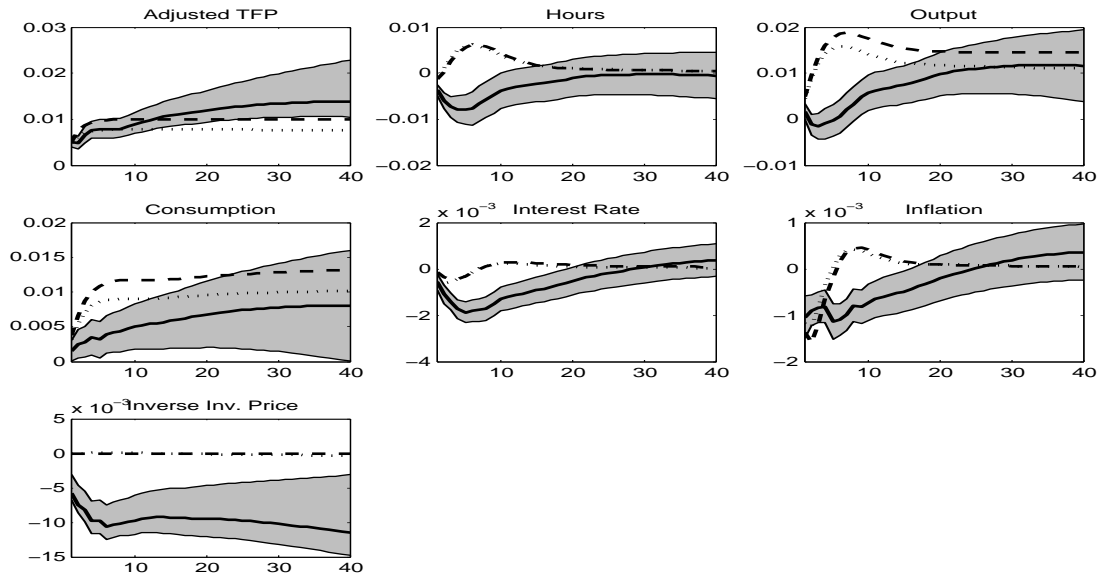 Adjusted TFP
0.03
0.02
0.01
0
10 20 30 40
Hours
0.01
0
−0.01
−0.02
10 20 30 40
Output
0.02
0.01
0
−0.01
10 20 30 40
Consumption
0.02
0.015
0.01
0.005
0
10 20 30 40
x 10⁻³ Interest Rate
2
0
−2
−4
10 20 30 40
x 10⁻³ Inflation
1
0
−1
−2
10 20 30 40
x 10⁻³ Inverse Inv. Price
5
0
−5
−10
−15
10 20 30 40